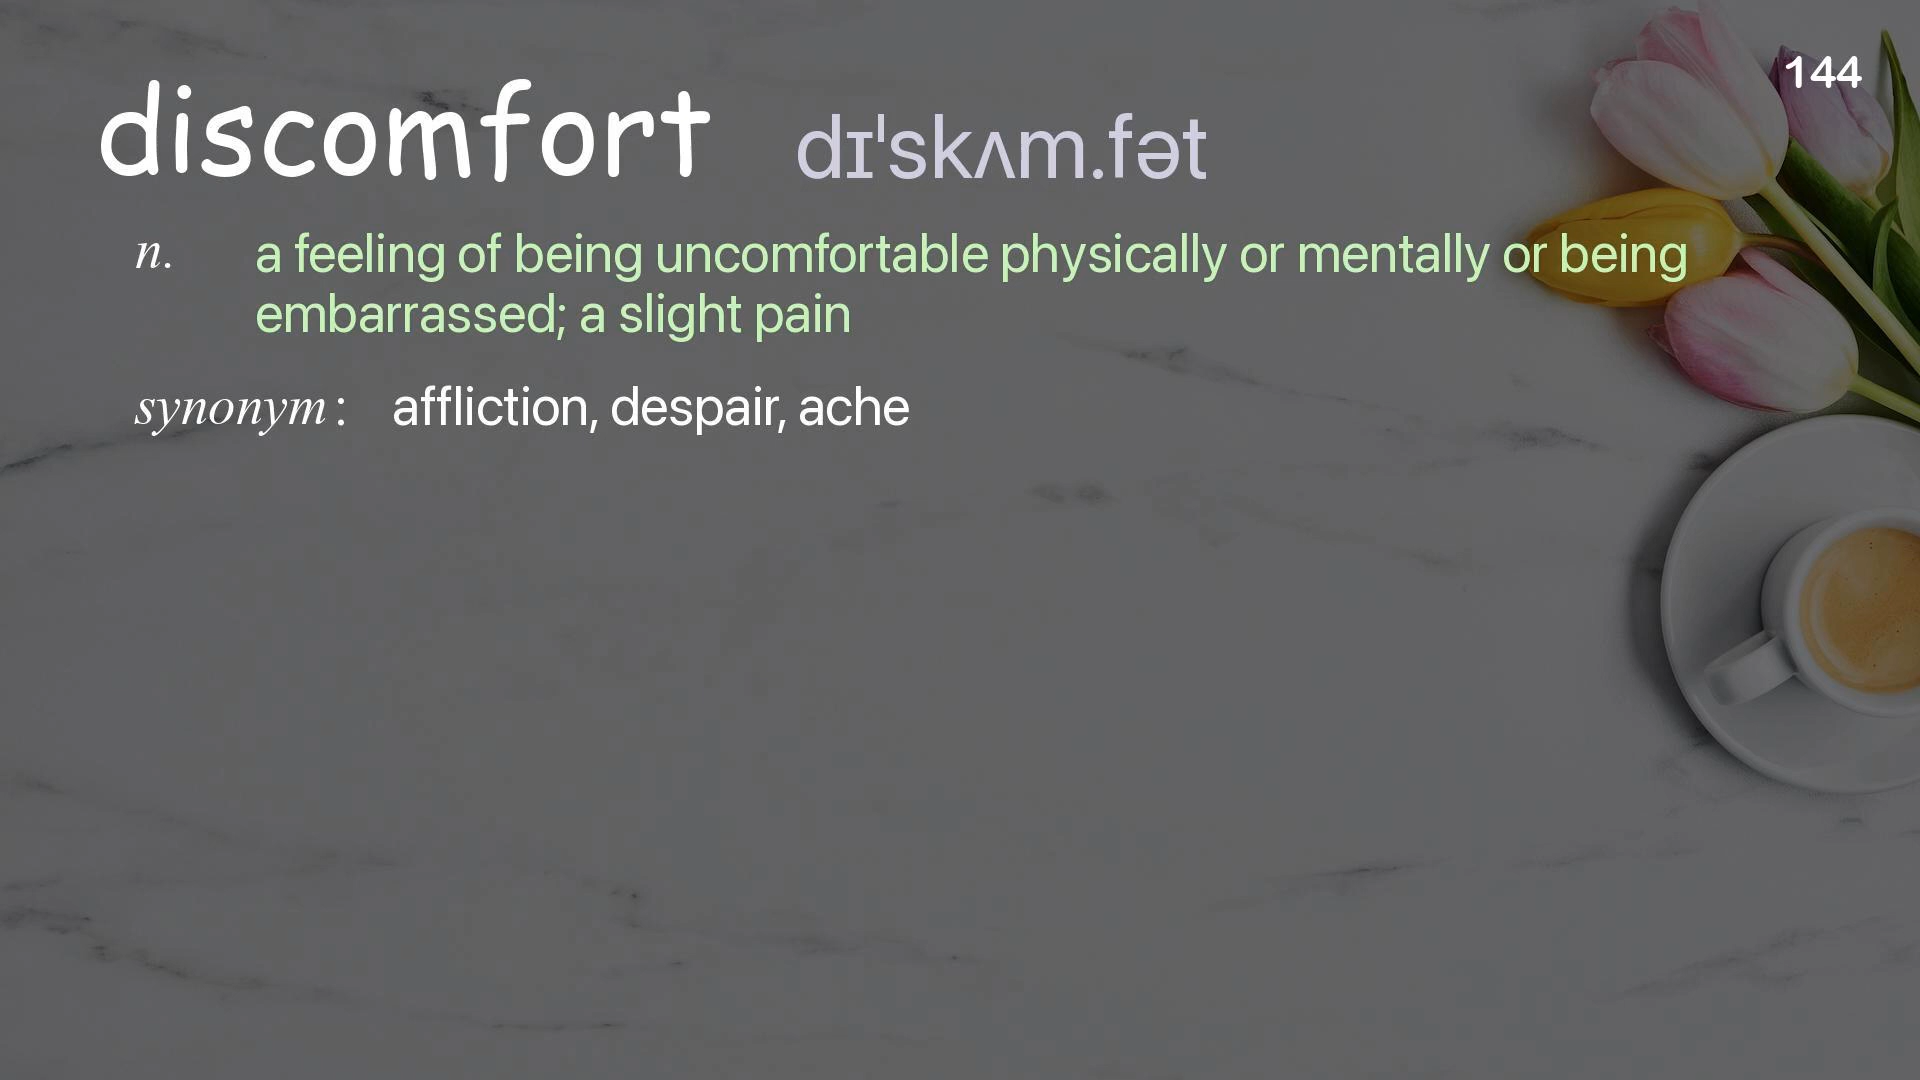 144
discomfort dɪˈskʌm.fət
n. a feeling of being uncomfortable physically or mentally or being
embarrassed; a slight pain
synonym: affliction, despair, ache